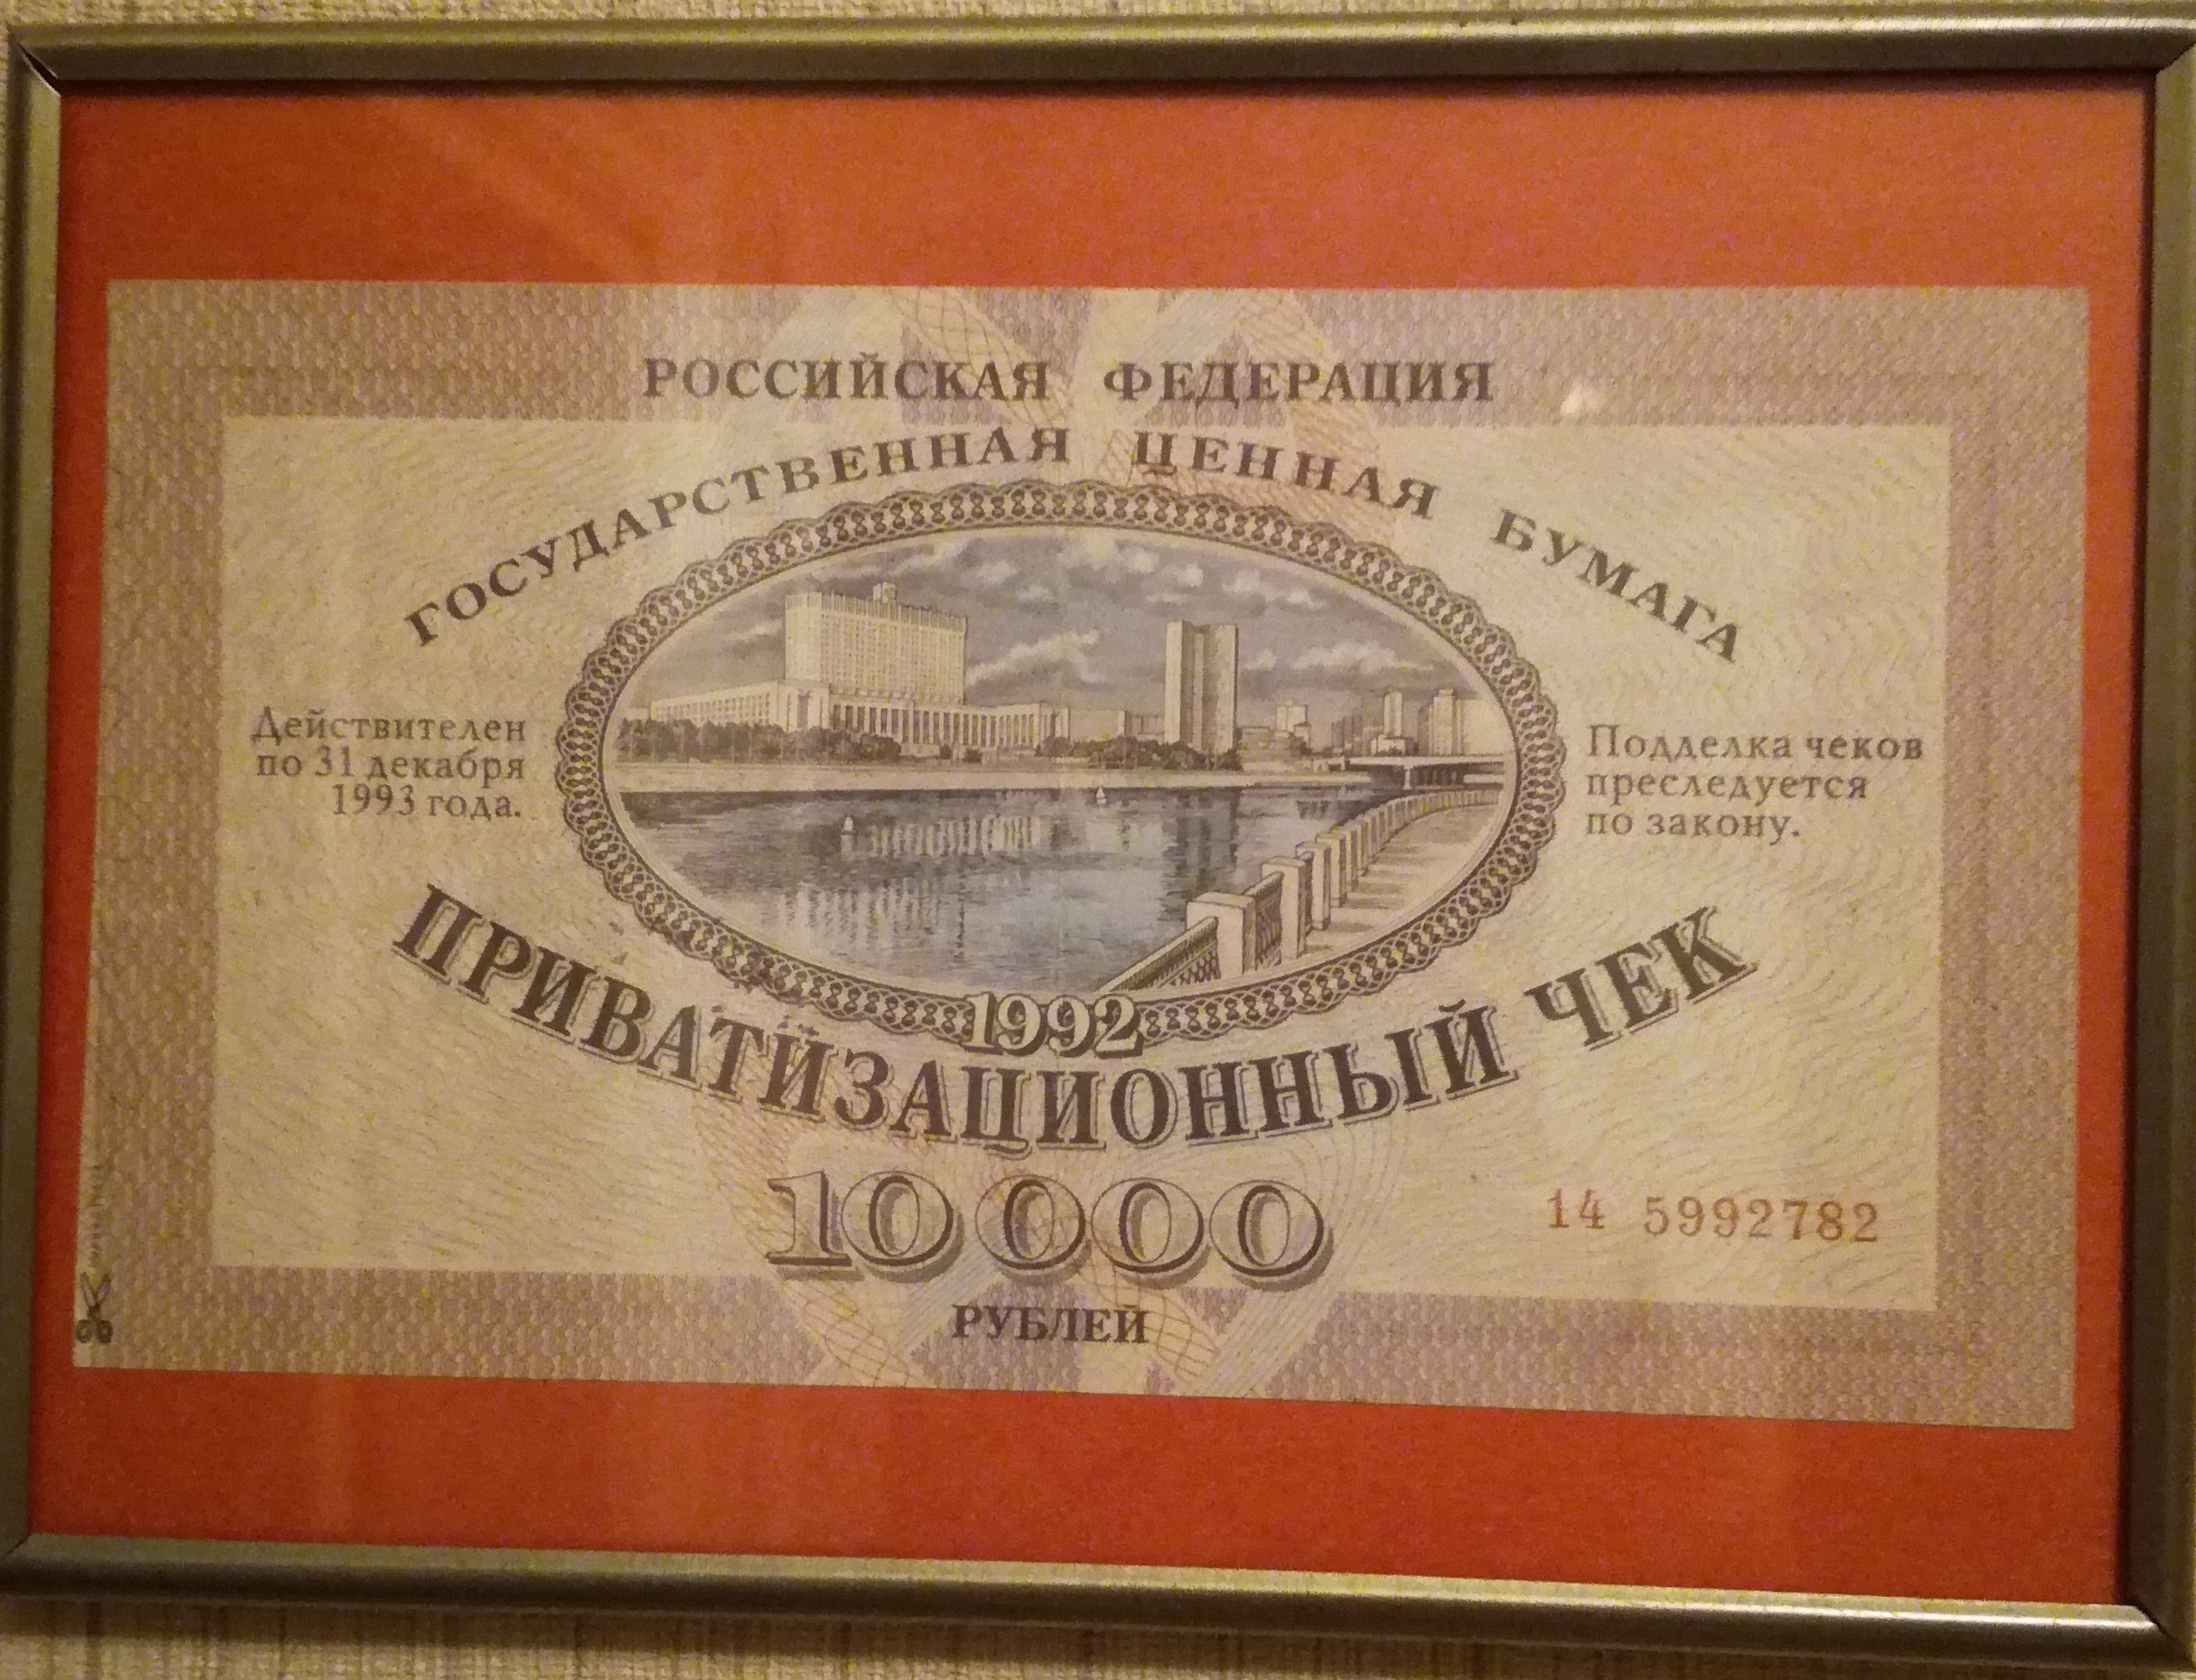 РОССИЙСКАЯ ФЕДЕРАЦИЯ
ГОСУДАРСТВЕННАЯ ЦЕННАЯ БУМАГА
Действителен
по 31 декабря
1993 года.
Подделка чеков
преследуется
по закону.
1992
ПРИВАТИЗАЦИОННЫЙ ЧЕК
10 000
14 5992782
РУБЛЕЙ